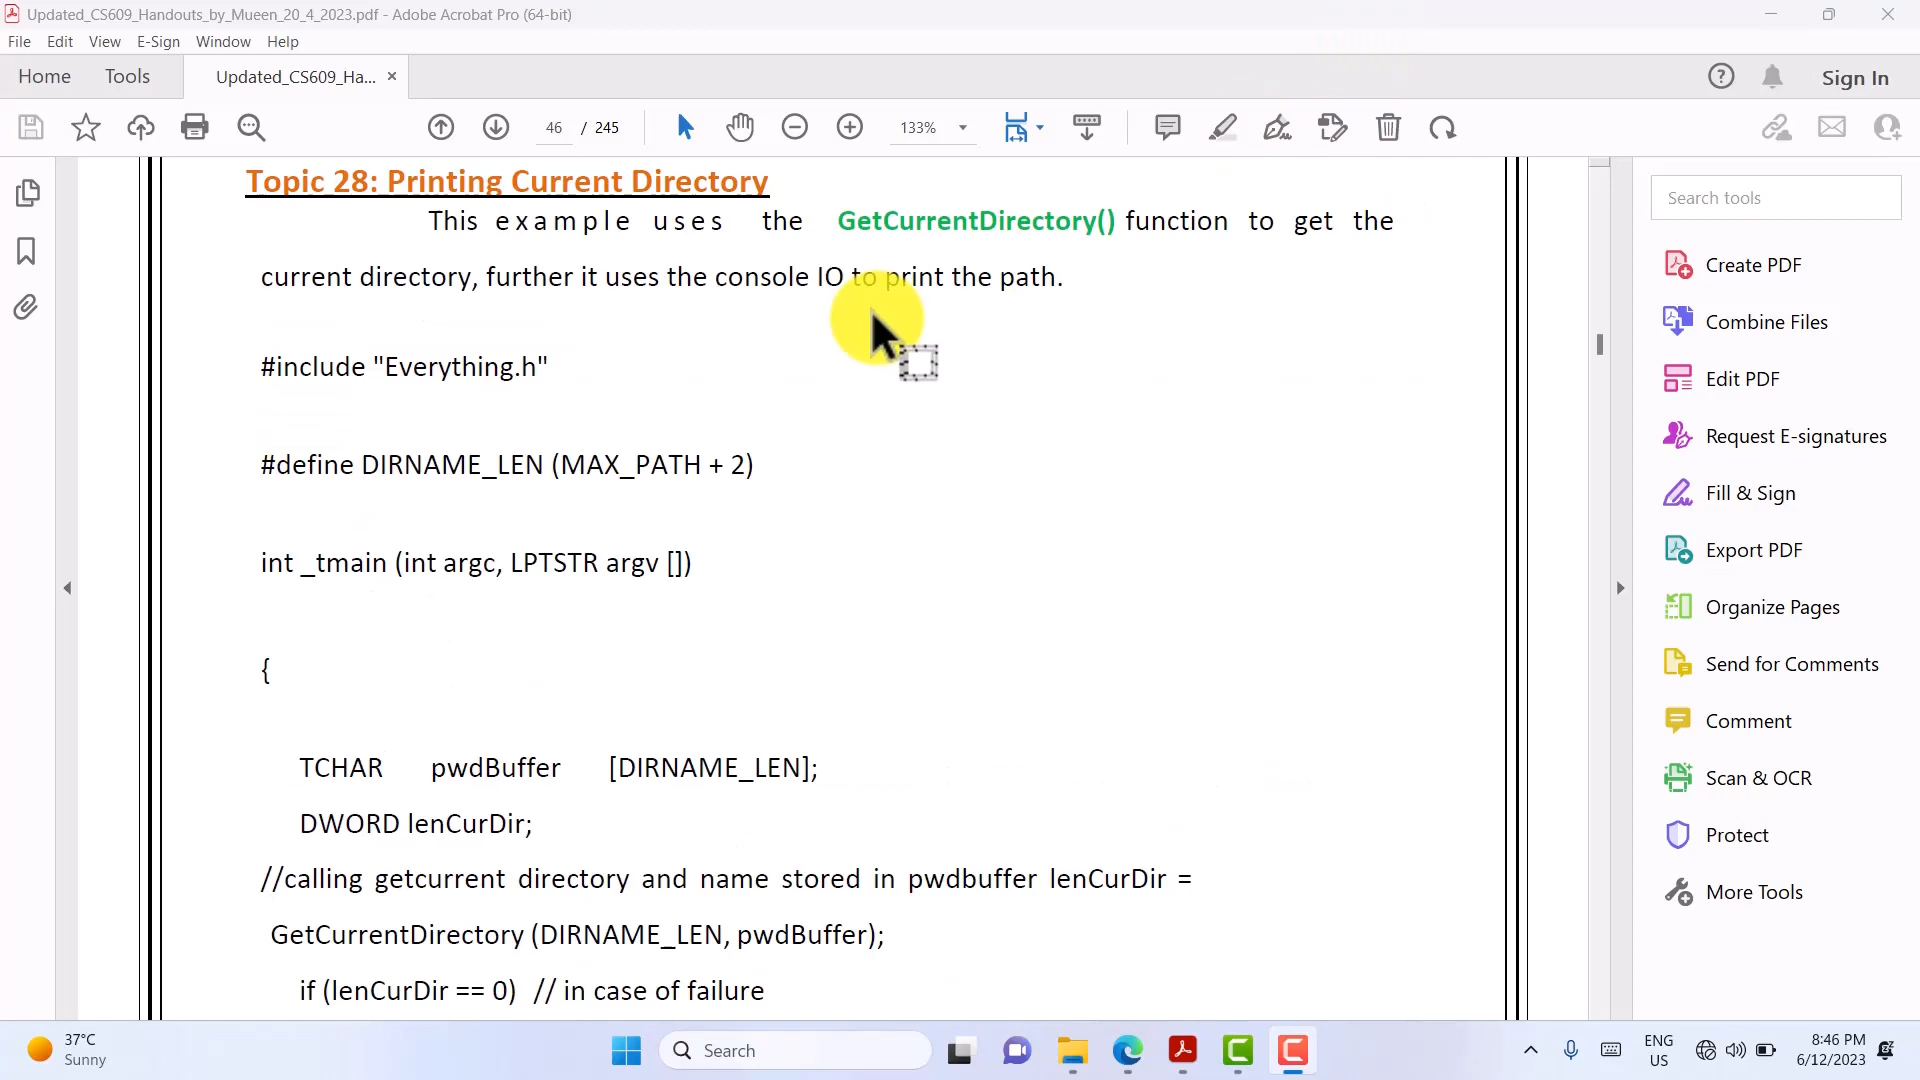 Updated_CS609_Handouts_by_Mueen_20_4_2023.pdf - Adobe Acrobat Pro (64-bit)
File Edit View E-Sign Window Help
Home Tools Updated_CS609_Ha... × Sign In
46 / 245 133%
Topic 28: Printing Current Directory
This example uses the GetCurrentDirectory() function to get the
current directory, further it uses the console IO to print the path.
#include "Everything.h"
#define DIRNAME_LEN (MAX_PATH + 2)
int _tmain (int argc, LPTSTR argv [])
{
TCHAR pwdBuffer [DIRNAME_LEN];
DWORD lenCurDir;
//calling getcurrent directory and name stored in pwdbuffer lenCurDir =
GetCurrentDirectory (DIRNAME_LEN, pwdBuffer);
if (lenCurDir == 0) // in case of failure
Search tools
Create PDF
Combine Files
Edit PDF
Request E-signatures
Fill & Sign
Export PDF
Organize Pages
Send for Comments
Comment
Scan & OCR
Protect
More Tools
37°C
Sunny
Search
ENG
US
8:46 PM
6/12/2023